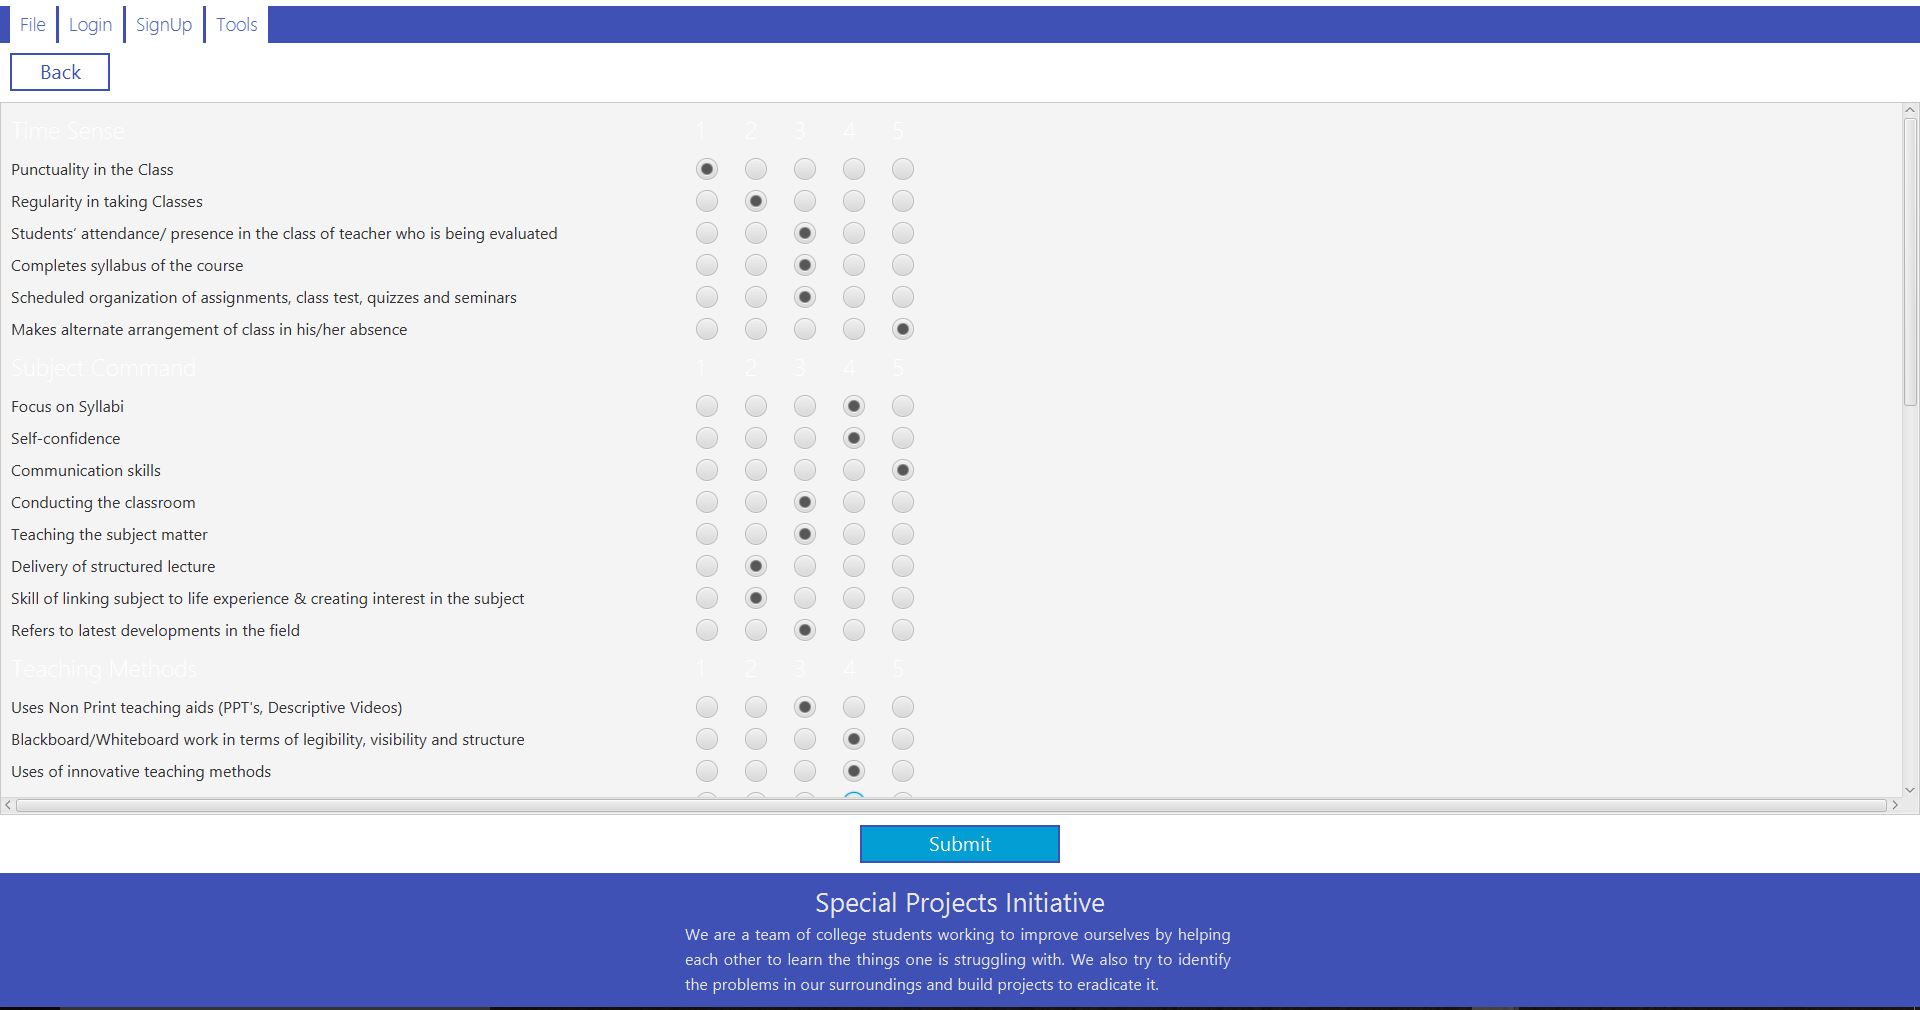 File Login SignUp Tools
Back
Time Sense 1 2 3 4 5
Punctuality in the Class
Regularity in taking Classes
Students’ attendance/ presence in the class of teacher who is being evaluated
Completes syllabus of the course
Scheduled organization of assignments, class test, quizzes and seminars
Makes alternate arrangement of class in his/her absence
Subject Command 1 2 3 4 5
Focus on Syllabi
Self-confidence
Communication skills
Conducting the classroom
Teaching the subject matter
Delivery of structured lecture
Skill of linking subject to life experience & creating interest in the subject
Refers to latest developments in the field
Teaching Methods 1 2 3 4 5
Uses Non Print teaching aids (PPT's, Descriptive Videos)
Blackboard/Whiteboard work in terms of legibility, visibility and structure
Uses of innovative teaching methods
Submit
Special Projects Initiative
We are a team of college students working to improve ourselves by helping
each other to learn the things one is struggling with. We also try to identify
the problems in our surroundings and build projects to eradicate it.